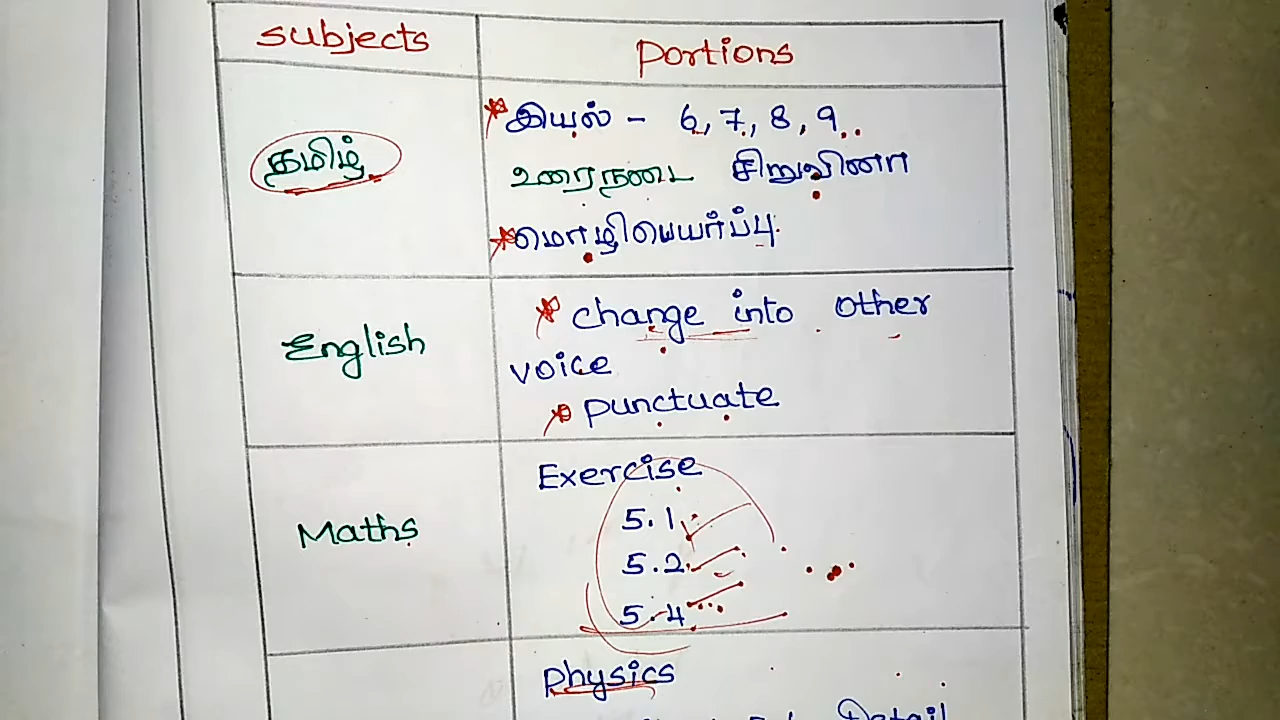 Subjects
Portions
தமிழ்
இயல் - 6, 7, 8, 9
உரைநடை சிறுவினா
மொழிபெயர்ப்பு
English
Change into other
voice
Punctuate
Maths
Exercise
5.1
5.2
5.4
Physics
Detail